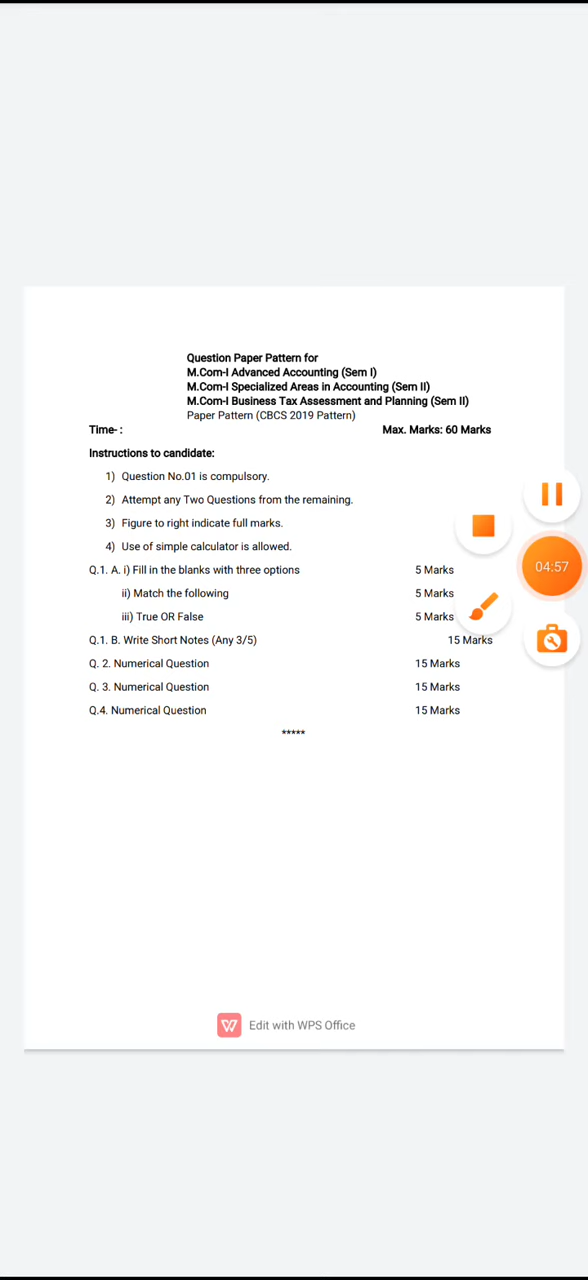 Question Paper Pattern for
M.Com-I Advanced Accounting (Sem I)
M.Com-I Specialized Areas in Accounting (Sem II)
M.Com-I Business Tax Assessment and Planning (Sem II)
Paper Pattern (CBCS 2019 Pattern)
Time- : Max. Marks: 60 Marks
Instructions to candidate:
1) Question No.01 is compulsory.
2) Attempt any Two Questions from the remaining.
3) Figure to right indicate full marks.
4) Use of simple calculator is allowed.
Q.1. A. i) Fill in the blanks with three options 5 Marks
ii) Match the following 5 Marks
iii) True OR False 5 Marks
Q.1. B. Write Short Notes (Any 3/5) 15 Marks
Q. 2. Numerical Question 15 Marks
Q. 3. Numerical Question 15 Marks
Q.4. Numerical Question 15 Marks
*****
04:57
Edit with WPS Office